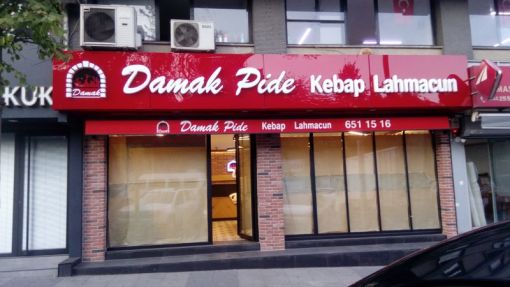 KUK
Damak
Damak Pide Kebap Lahmacun
Damak Pide Kebap Lahmacun 651 15 16